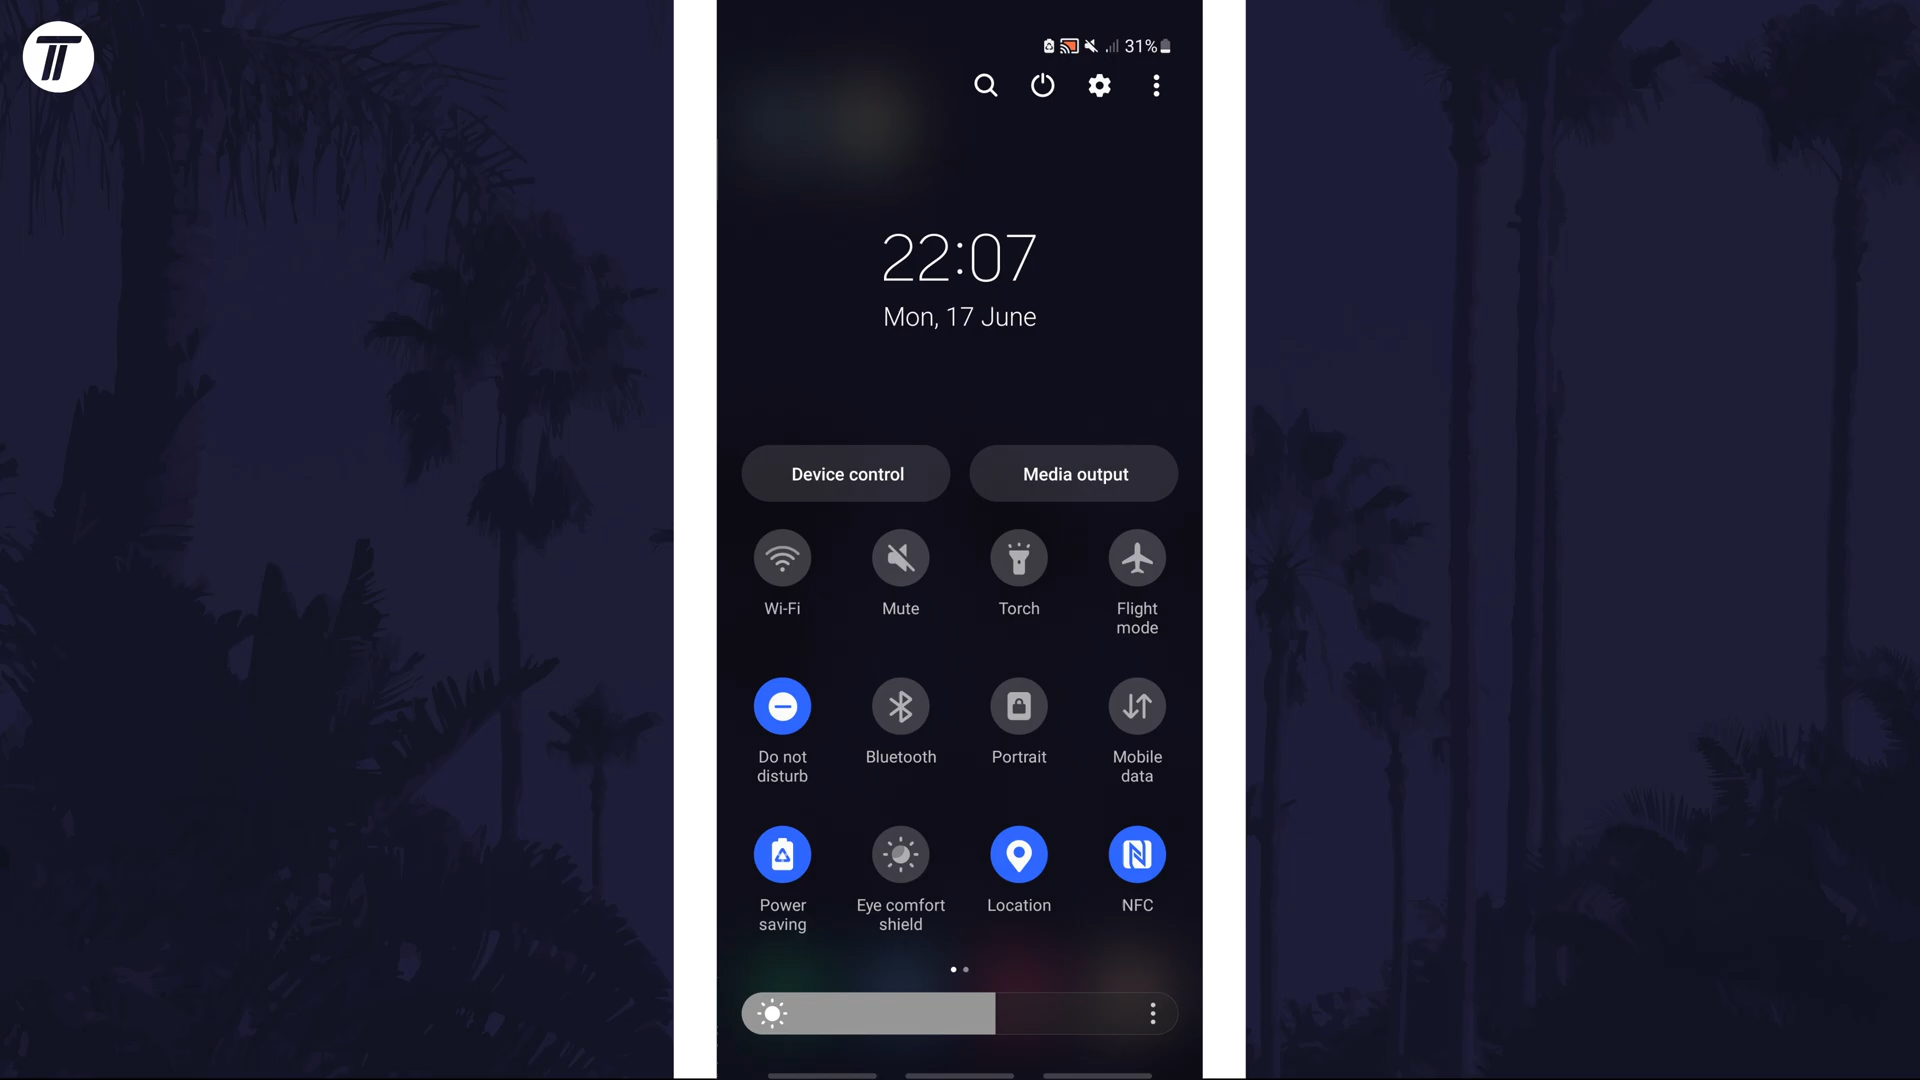 31%
22:07
Mon, 17 June
Device control
Media output
Wi-Fi
Mute
Torch
Flight
mode
Do not
disturb
Bluetooth
Portrait
Mobile
data
Power
saving
Eye comfort
shield
Location
NFC